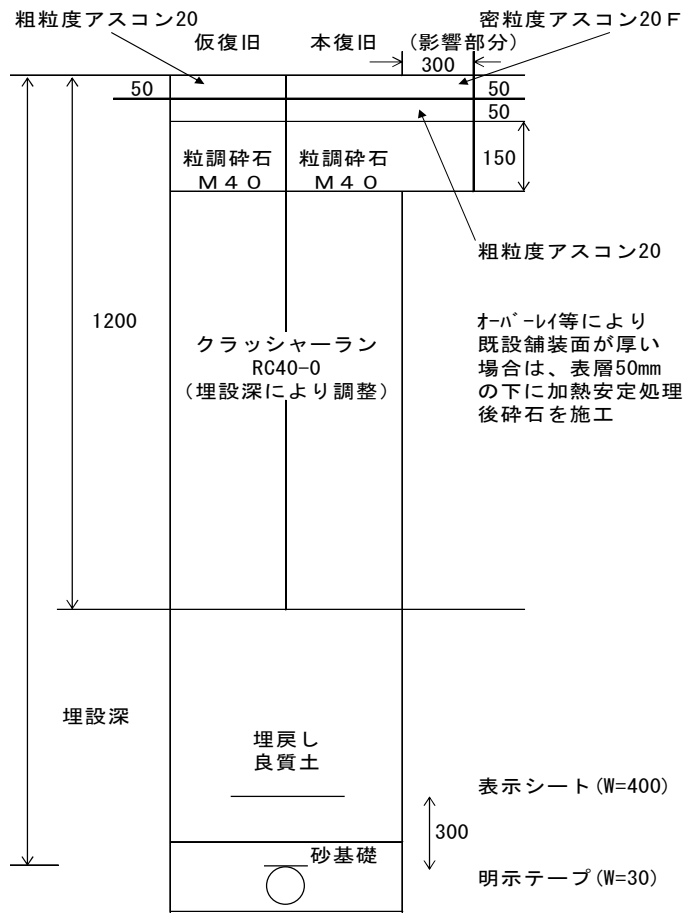 粗粒度アスコン20
密粒度アスコン20Ｆ
仮復旧
本復旧
(影響部分)
300
50
50
50
粒調砕石
Ｍ４０
粒調砕石
Ｍ４０
150
粗粒度アスコン20
1200
クラッシャーラン
RC40-0
(埋設深により調整)
ｵｰﾊﾞｰﾚｲ等により
既設舗装面が厚い
場合は、表層50mm
の下に加熱安定処理
後砕石を施工
埋設深
埋戻し
良質土
表示シート(W=400)
300
砂基礎
明示テープ(W=30)